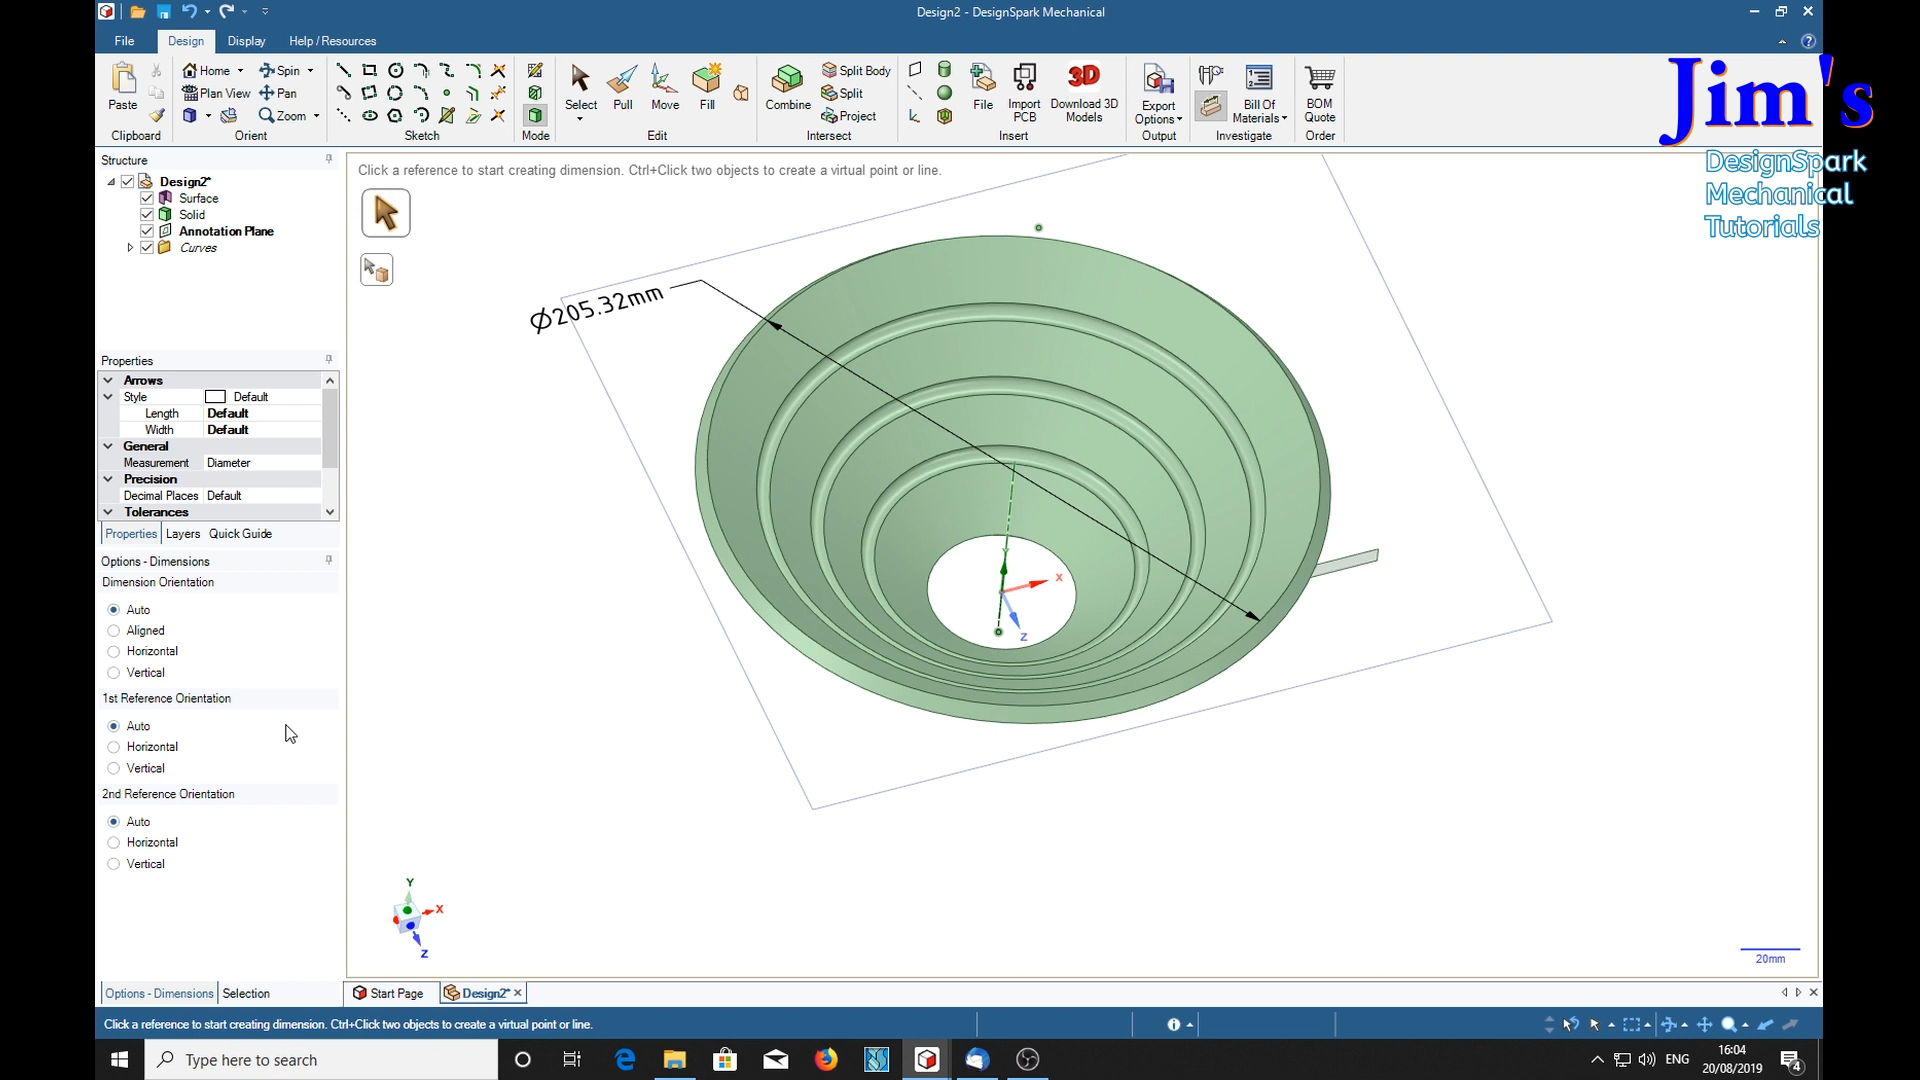 Design2 - DesignSpark Mechanical
File Design Display Help / Resources
Paste
Clipboard
Home Spin
Plan View Pan
Zoom
Orient
Sketch
Mode
Select Pull Move Fill
Edit
Combine
Split Body
Split
Project
Intersect
File
Import PCB
Download 3D Models
3D
Insert
Export Options
Output
Bill Of Materials
Investigate
BOM Quote
Order
Jim's
DesignSpark
Mechanical
Tutorials
Structure
Design2*
Surface
Solid
Annotation Plane
Curves
Properties
Arrows
Style Default
Length Default
Width Default
General
Measurement Diameter
Precision
Decimal Places Default
Tolerances
Properties Layers Quick Guide
Options - Dimensions
Dimension Orientation
Auto
Aligned
Horizontal
Vertical
1st Reference Orientation
Auto
Horizontal
Vertical
2nd Reference Orientation
Auto
Horizontal
Vertical
Options - Dimensions Selection
Click a reference to start creating dimension. Ctrl+Click two objects to create a virtual point or line.
Ø205.32mm
Y
X
Z
Y
X
Z
20mm
Start Page Design2*
Click a reference to start creating dimension. Ctrl+Click two objects to create a virtual point or line.
Type here to search
ENG
16:04
20/08/2019
4